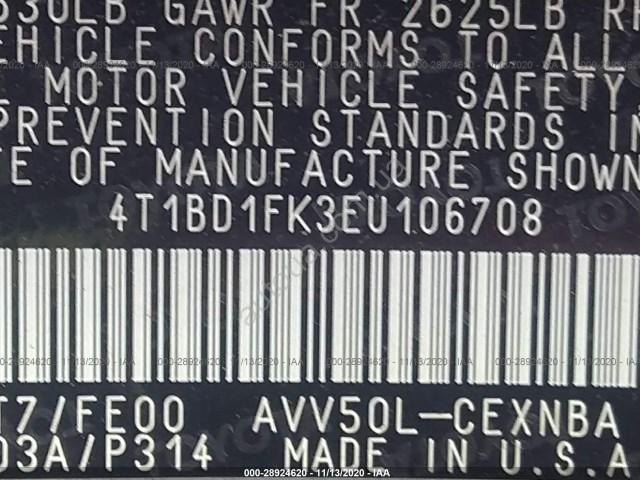 GAWR FR 2625LB
VEHICLE CONFORMS TO ALL
MOTOR VEHICLE SAFETY
PREVENTION STANDARDS IN
OF MANUFACTURE SHOWN
4T1BD1FK3EU106708
T7/FE00 AVV50L-CEXNBA
03A/P314 MADE IN U.S.A
000-28924620 - 11/13/2020 - IAA